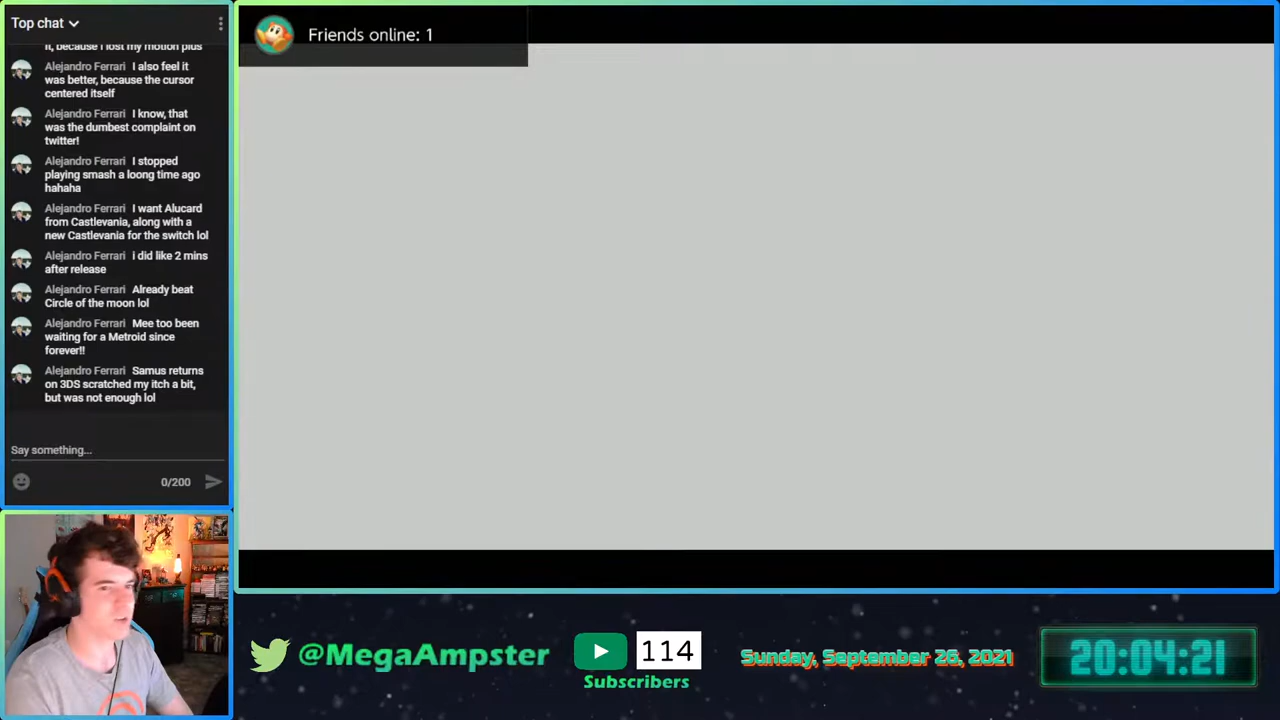 Top chat
it, because I lost my motion plus
Alejandro Ferrari I also feel it
was better, because the cursor
centered itself
Alejandro Ferrari I know, that
was the dumbest complaint on
twitter!
Alejandro Ferrari I stopped
playing smash a loong time ago
hahaha
Alejandro Ferrari I want Alucard
from Castlevania, along with a
new Castlevania for the switch lol
Alejandro Ferrari i did like 2 mins
after release
Alejandro Ferrari Already beat
Circle of the moon lol
Alejandro Ferrari Mee too been
waiting for a Metroid since
forever!!
Alejandro Ferrari Samus returns
on 3DS scratched my itch a bit,
but was not enough lol
Say something...
0/200
Friends online: 1
@MegaAmpster
114
Subscribers
Sunday, September 26, 2021
20:04:21